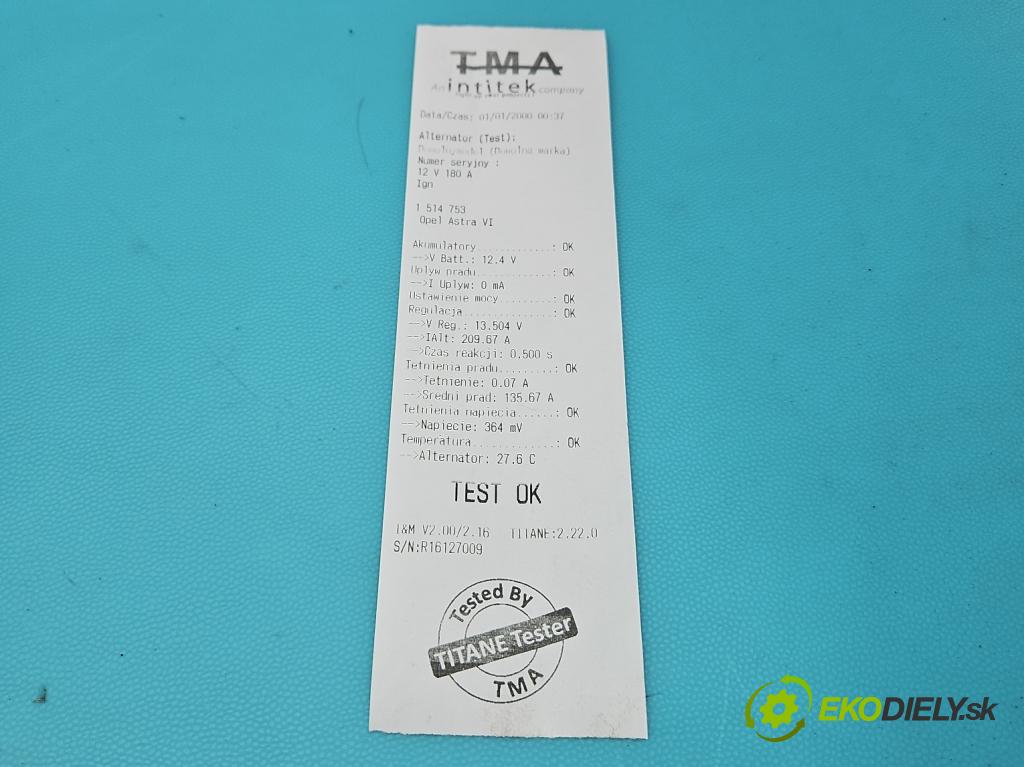 TMA
An intitek company
Data/Czas: 01/01/2000 00:37
Alternator (Test):
(Dowolna marka)
Numer seryjny :
12 V 180 A
Ign
1 514 753
Opel Astra VI
Akumulatory...........: OK
-->V Batt.: 12.4 V
Uplyw pradu...........: OK
-->I Uplyw: 0 mA
Ustawienie mocy........: OK
Regulacja.............: OK
-->V Reg.: 13.504 V
-->IAlt: 209.67 A
-->Czas reakcji: 0,500 s
Tetnienia pradu.........: OK
-->Tetnienie: 0.07 A
-->Sredni prad: 135.67 A
Tetnienia napiecia......: OK
-->Napiecie: 364 mV
Temperatura............: OK
-->Alternator: 27.6 C
TEST OK
I&M V2.00/2.16 TITANE:2.22.0
S/N:R16127009
Tested By
TITANE Tester
TMA
EKODIELY.sk